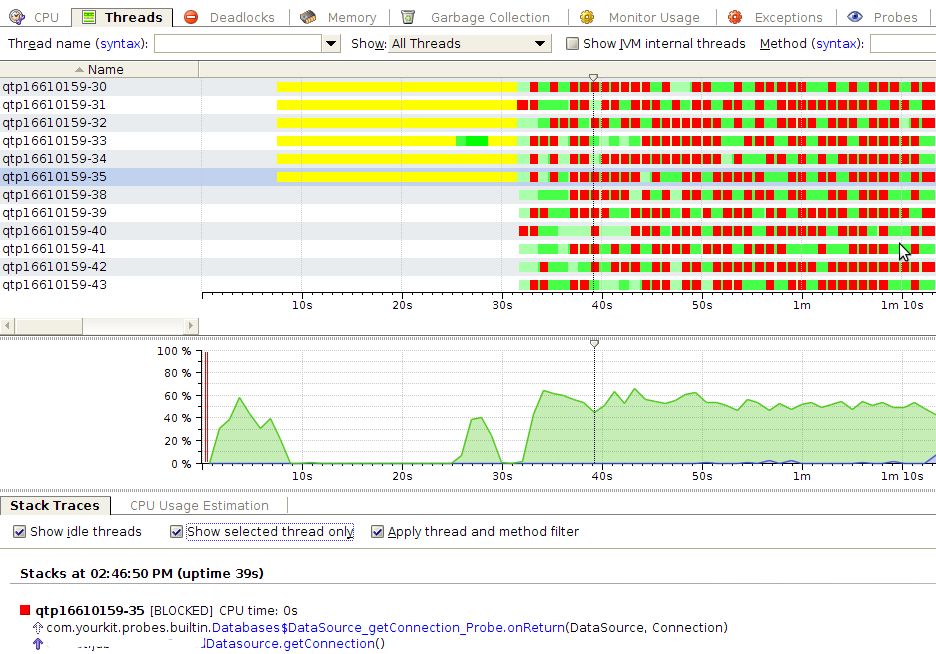 CPU Threads Deadlocks Memory Garbage Collection Monitor Usage Exceptions Probes
Thread name (syntax): Show: All Threads Show JVM internal threads Method (syntax):
Name
qtp16610159-30
qtp16610159-31
qtp16610159-32
qtp16610159-33
qtp16610159-34
qtp16610159-35
qtp16610159-38
qtp16610159-39
qtp16610159-40
qtp16610159-41
qtp16610159-42
qtp16610159-43
10s 20s 30s 40s 50s 1m 1m 10s
100 %
80 %
60 %
40 %
20 %
0 %
10s 20s 30s 40s 50s 1m 1m 10s
Stack Traces CPU Usage Estimation
Show idle threads Show selected thread only Apply thread and method filter
Stacks at 02:46:50 PM (uptime 39s)
qtp16610159-35 [BLOCKED] CPU time: 0s
com.yourkit.probes.builtin.Databases$DataSource_getConnection_Probe.onReturn(DataSource, Connection)
Datasource.getConnection()